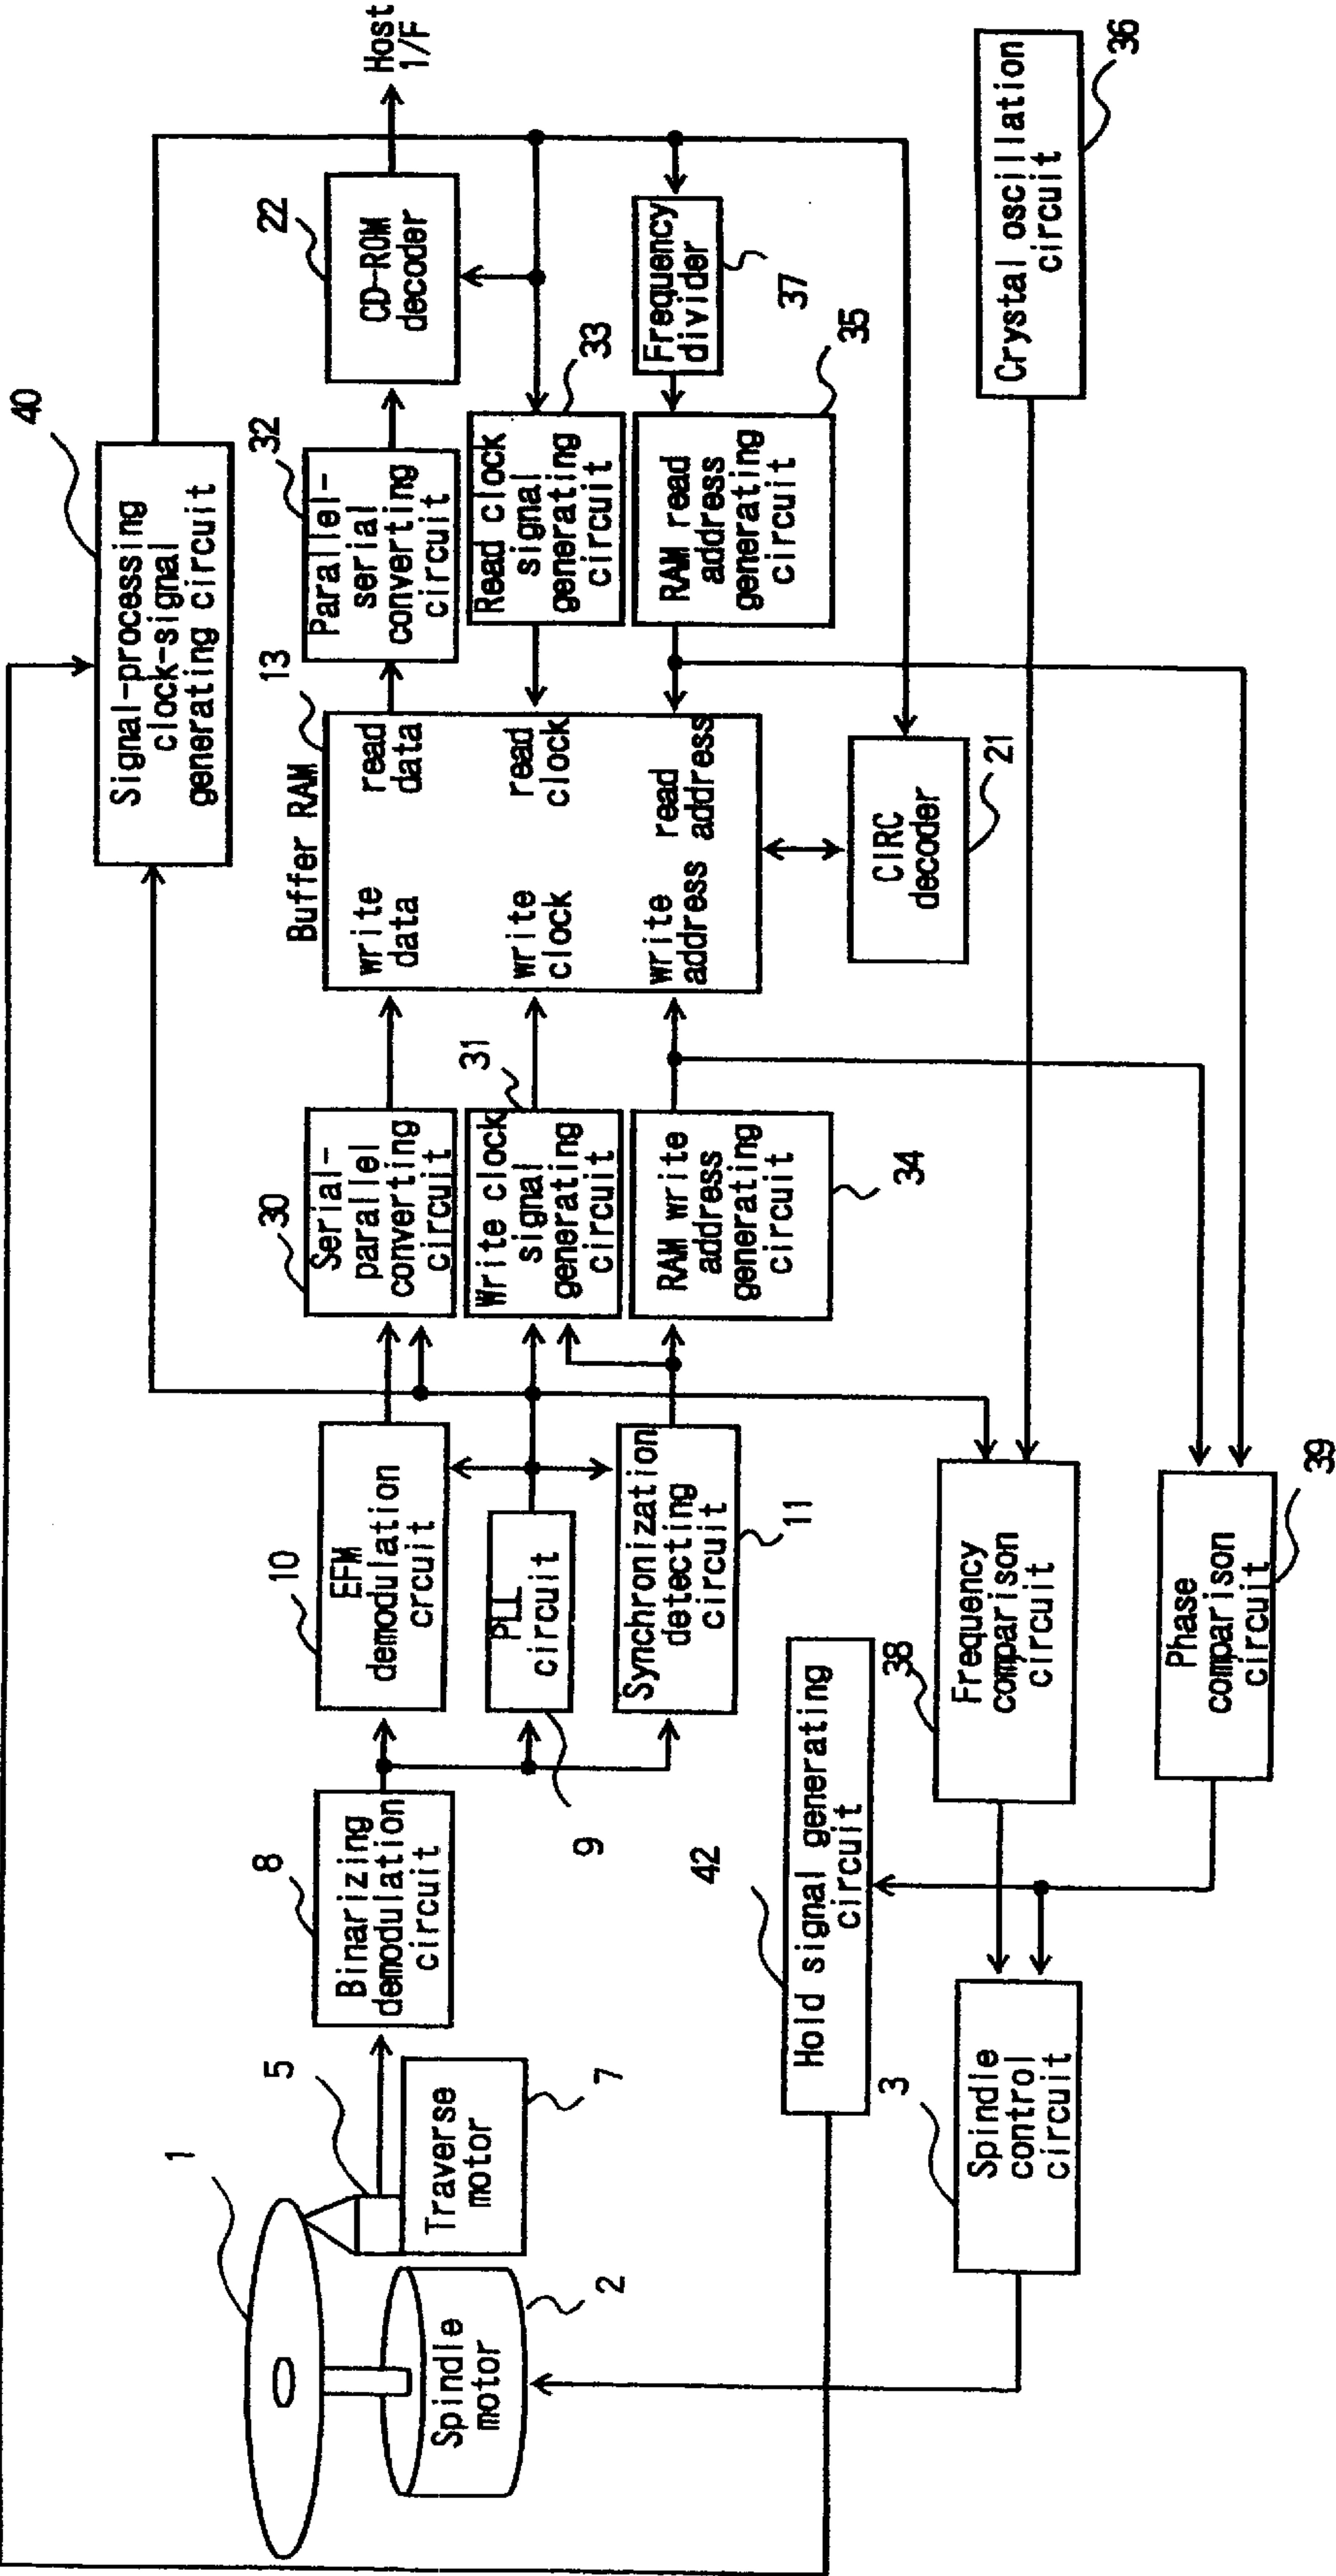 40
Signal-processing
clock-signal
generating circuit
Host
1/F
22
CD-ROM
decoder
32
Parallel-
serial
converting
circuit
33
Read clock
signal
generating
circuit
Frequency
divider
37
35
RAM read
address
generating
circuit
Crystal oscillation
circuit
36
13
Buffer RAM
write
data
read
data
write
clock
read
clock
write
address
read
address
CIRC
decoder
21
30
Serial-
parallel
converting
circuit
31
Write clock
signal
generating
circuit
RAM write
address
generating
circuit
34
10
EFM
demodulation
crcuit
PLL
circuit
9
Synchronization
detecting
circuit
11
8
Binarizing
demodulation
circuit
1
5
Traverse
motor
7
Spindle
motor
2
42
Hold signal generating
circuit
38
Frequency
comparison
circuit
Phase
comparison
circuit
39
3
Spindle
control
circuit